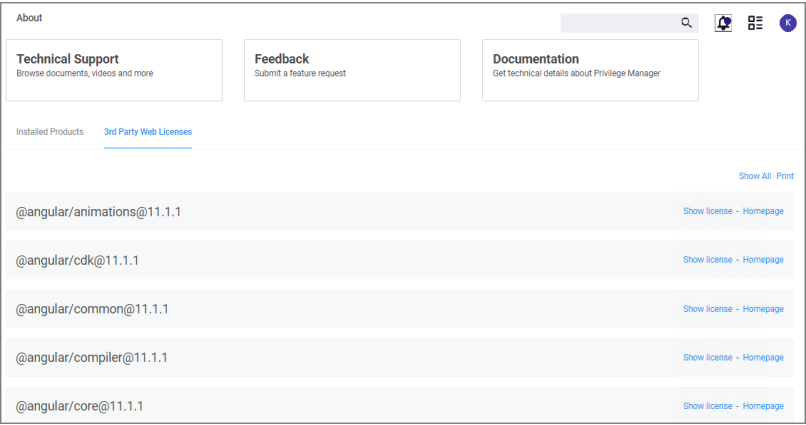 About
K
Technical Support
Browse documents, videos and more
Feedback
Submit a feature request
Documentation
Get technical details about Privilege Manager
Installed Products
3rd Party Web Licenses
Show All Print
@angular/animations@11.1.1
Show license - Homepage
@angular/cdk@11.1.1
Show license - Homepage
@angular/common@11.1.1
Show license - Homepage
@angular/compiler@11.1.1
Show license - Homepage
@angular/core@11.1.1
Show license - Homepage